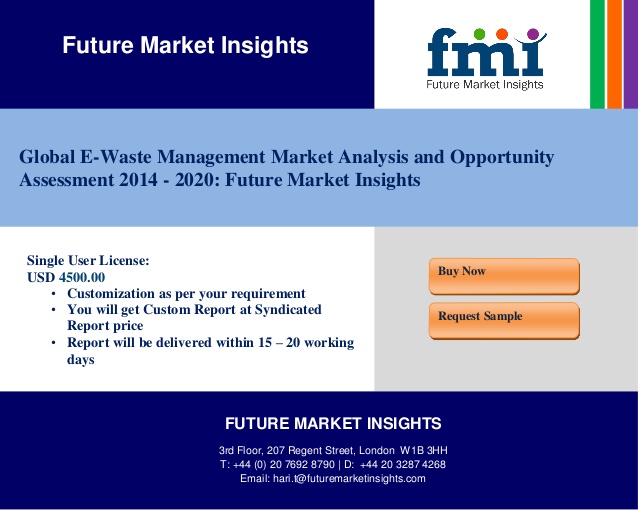 Future Market Insights
fmi
Future Market Insights
Global E-Waste Management Market Analysis and Opportunity
Assessment 2014 - 2020: Future Market Insights
Single User License:
USD 4500.00
• Customization as per your requirement
• You will get Custom Report at Syndicated
Report price
• Report will be delivered within 15 – 20 working
days
Buy Now
Request Sample
FUTURE MARKET INSIGHTS
3rd Floor, 207 Regent Street, London W1B 3HH
T: +44 (0) 20 7692 8790 | D: +44 20 3287 4268
Email: hari.t@futuremarketinsights.com